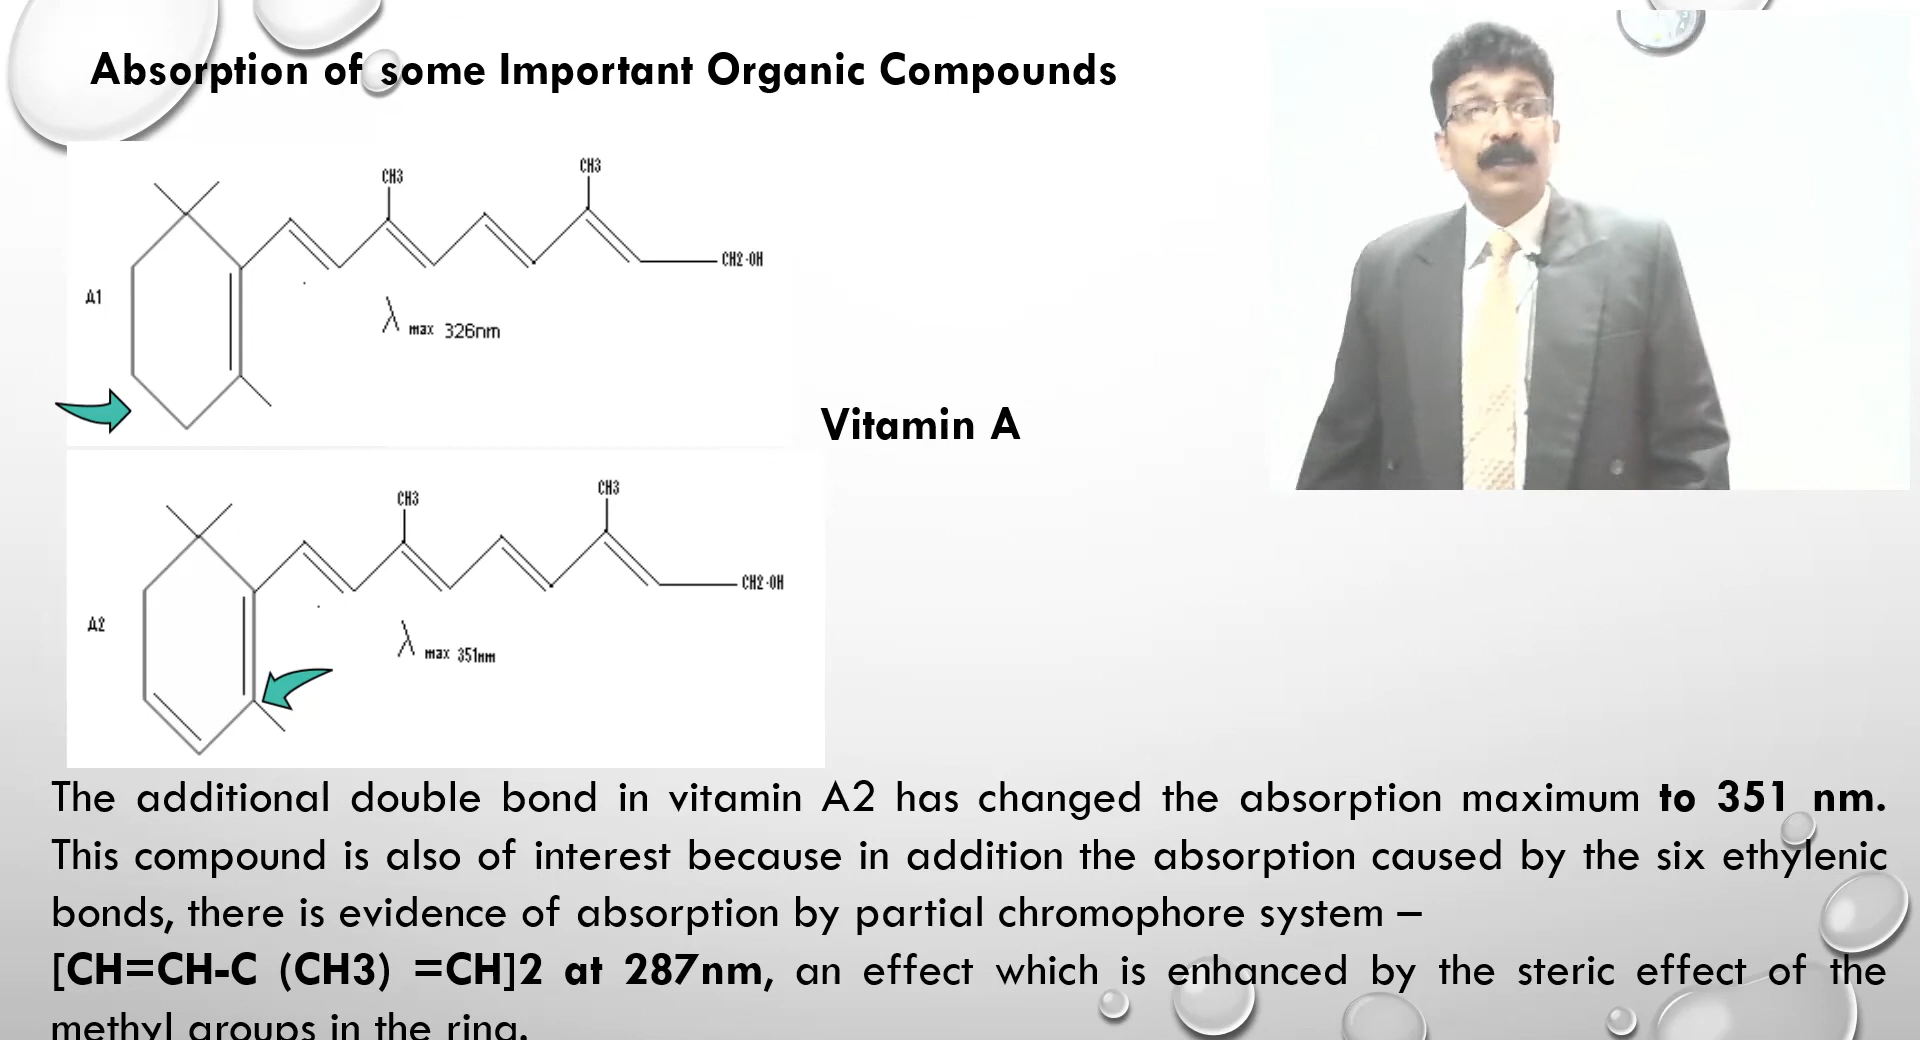 Absorption of some Important Organic Compounds
CH3
CH3
CH2-OH
A1
λ max 326nm
Vitamin A
CH3
CH3
CH2-OH
A2
λ max 351nm
The additional double bond in vitamin A2 has changed the absorption maximum to 351 nm.
This compound is also of interest because in addition the absorption caused by the six ethylenic
bonds, there is evidence of absorption by partial chromophore system –
[CH=CH-C (CH3) =CH]2 at 287nm, an effect which is enhanced by the steric effect of the
methyl groups in the ring.